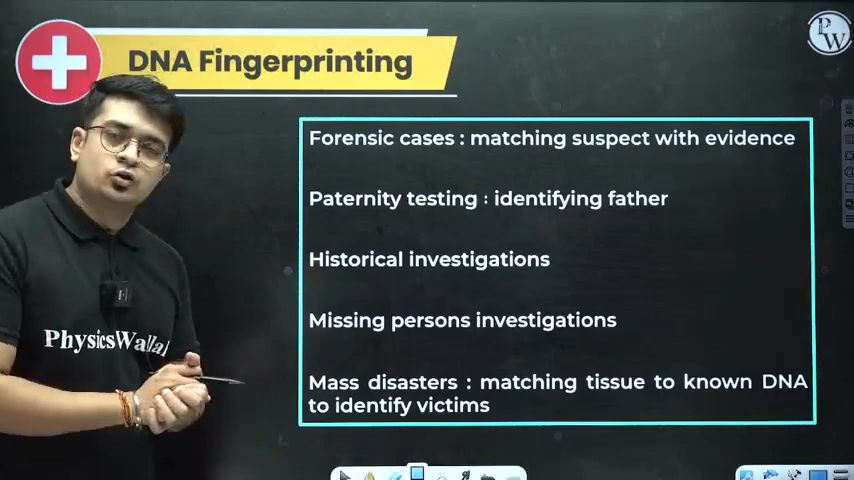 DNA Fingerprinting
PW
Forensic cases : matching suspect with evidence
Paternity testing : identifying father
Historical investigations
Missing persons investigations
Mass disasters : matching tissue to known DNA
to identify victims
PhysicsWallah